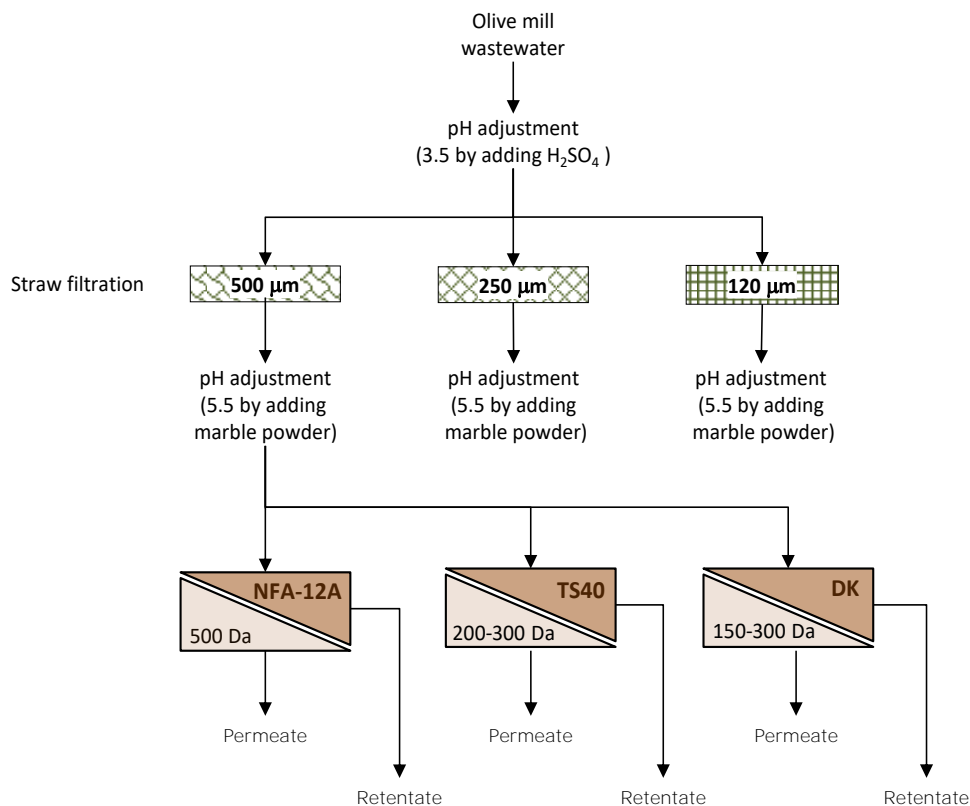 Olive mill
wastewater
pH adjustment
(3.5 by adding H₂SO₄ )
Straw filtration
500 µm
250 µm
120 µm
pH adjustment
(5.5 by adding
marble powder)
pH adjustment
(5.5 by adding
marble powder)
pH adjustment
(5.5 by adding
marble powder)
NFA-12A
500 Da
TS40
200-300 Da
DK
150-300 Da
Permeate
Permeate
Permeate
Retentate
Retentate
Retentate